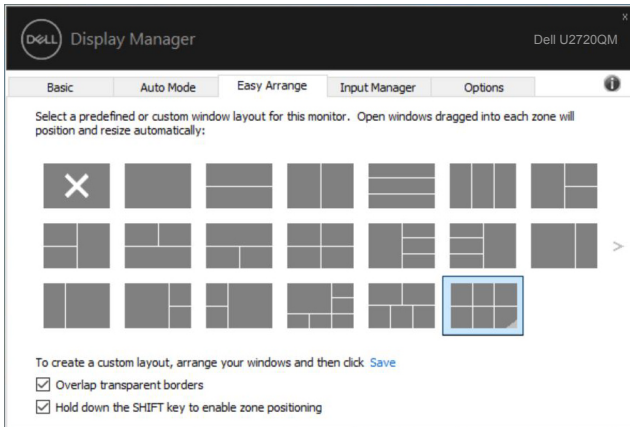 x
DELL Display Manager
Dell U2720QM
Basic Auto Mode Easy Arrange Input Manager Options
Select a predefined or custom window layout for this monitor. Open windows dragged into each zone will
position and resize automatically:
To create a custom layout, arrange your windows and then click Save
Overlap transparent borders
Hold down the SHIFT key to enable zone positioning